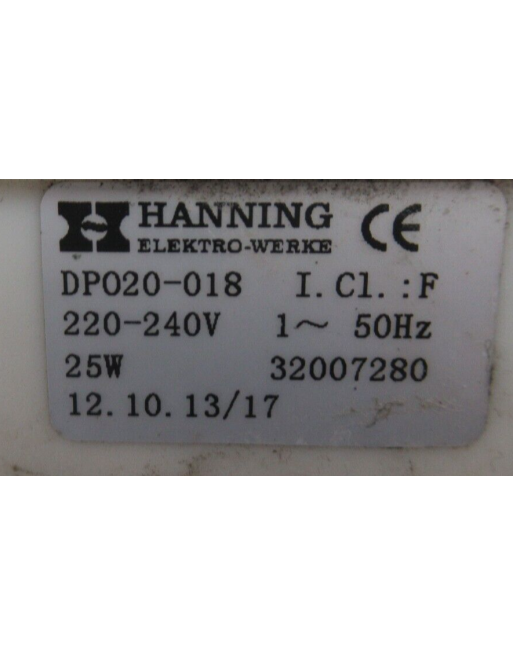 HANNING CE
ELEKTRO-WERKE
DP020-018 I.Cl.:F
220-240V 1~ 50Hz
25W 32007280
12.10.13/17